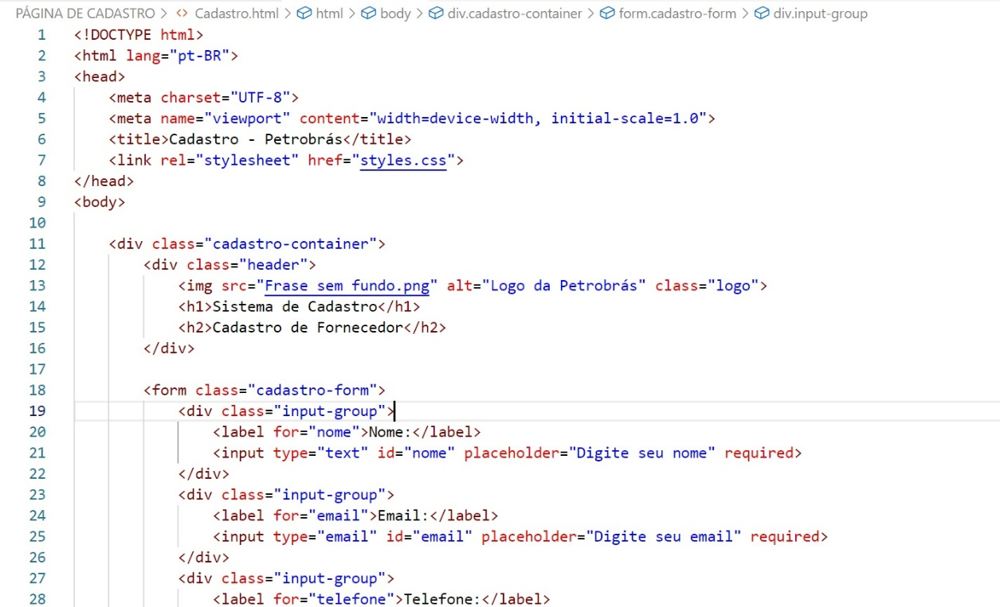 PÁGINA DE CADASTRO > <> Cadastro.html > html > body > div.cadastro-container > form.cadastro-form > div.input-group
1 <!DOCTYPE html>
2 <html lang="pt-BR">
3 <head>
4 <meta charset="UTF-8">
5 <meta name="viewport" content="width=device-width, initial-scale=1.0">
6 <title>Cadastro - Petrobrás</title>
7 <link rel="stylesheet" href="styles.css">
8 </head>
9 <body>
10
11 <div class="cadastro-container">
12 <div class="header">
13 <img src="Frase sem fundo.png" alt="Logo da Petrobrás" class="logo">
14 <h1>Sistema de Cadastro</h1>
15 <h2>Cadastro de Fornecedor</h2>
16 </div>
17
18 <form class="cadastro-form">
19 <div class="input-group">
20 <label for="nome">Nome:</label>
21 <input type="text" id="nome" placeholder="Digite seu nome" required>
22 </div>
23 <div class="input-group">
24 <label for="email">Email:</label>
25 <input type="email" id="email" placeholder="Digite seu email" required>
26 </div>
27 <div class="input-group">
28 <label for="telefone">Telefone:</label>